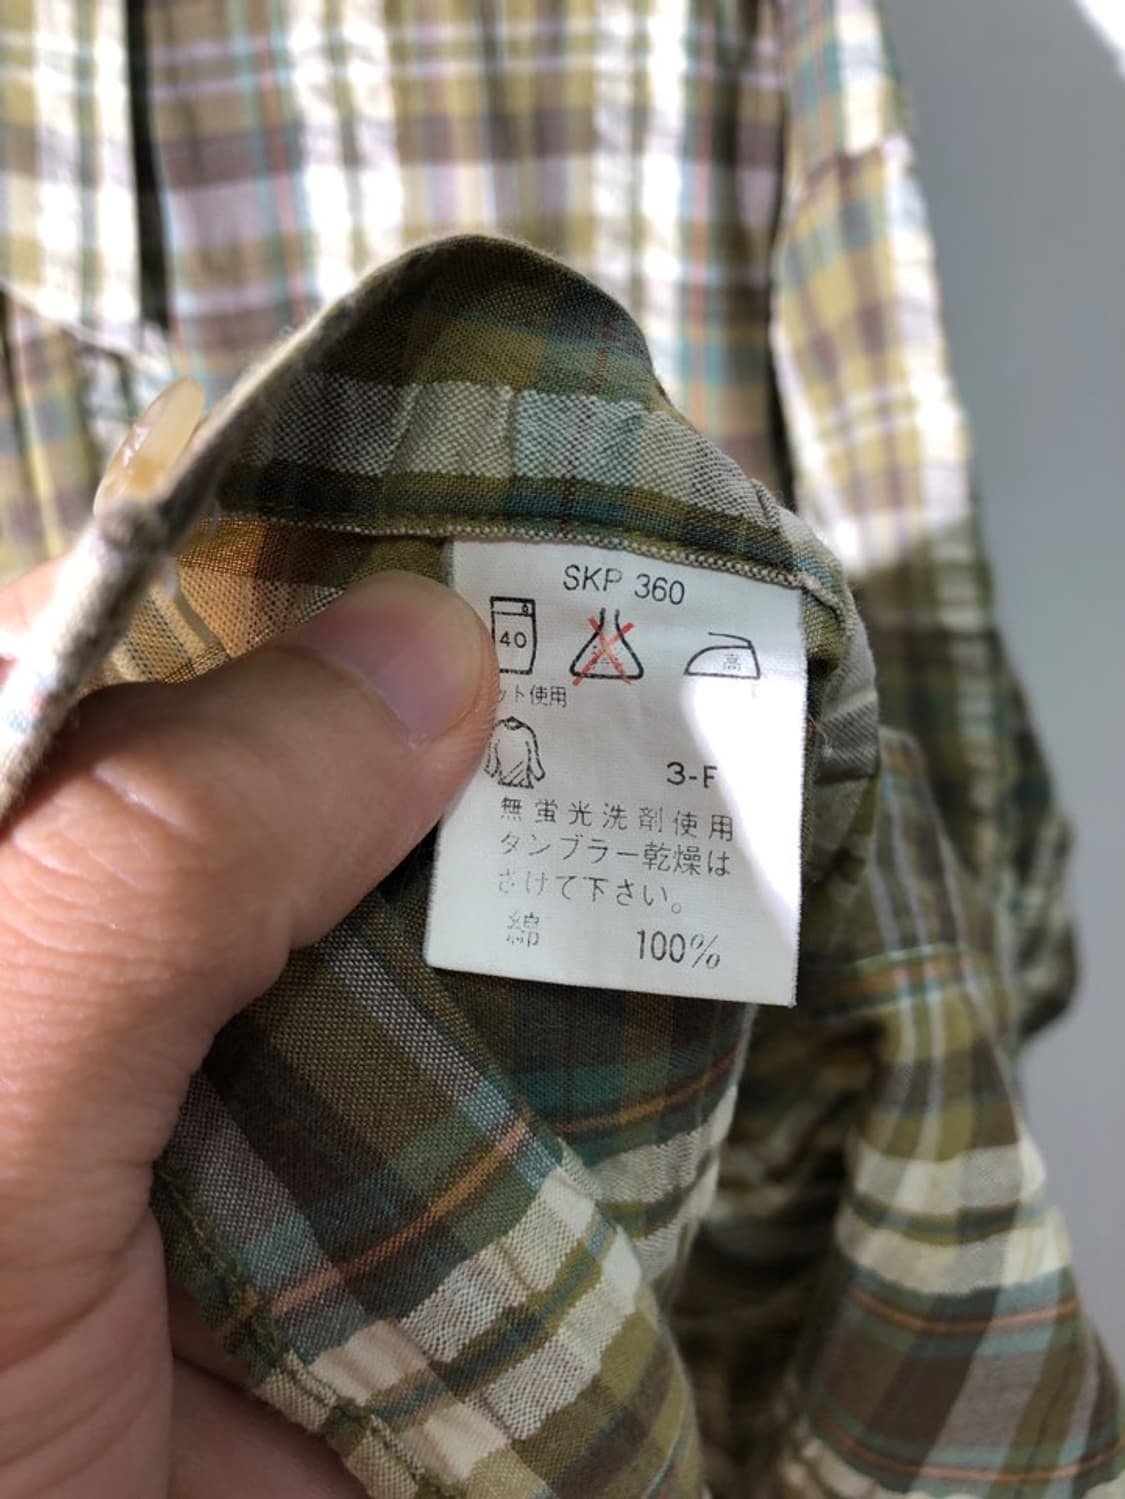 SKP 360
40 高
ット使用
3-F
無蛍光洗剤使用
タンブラー乾燥は
さけて下さい。
綿 100%